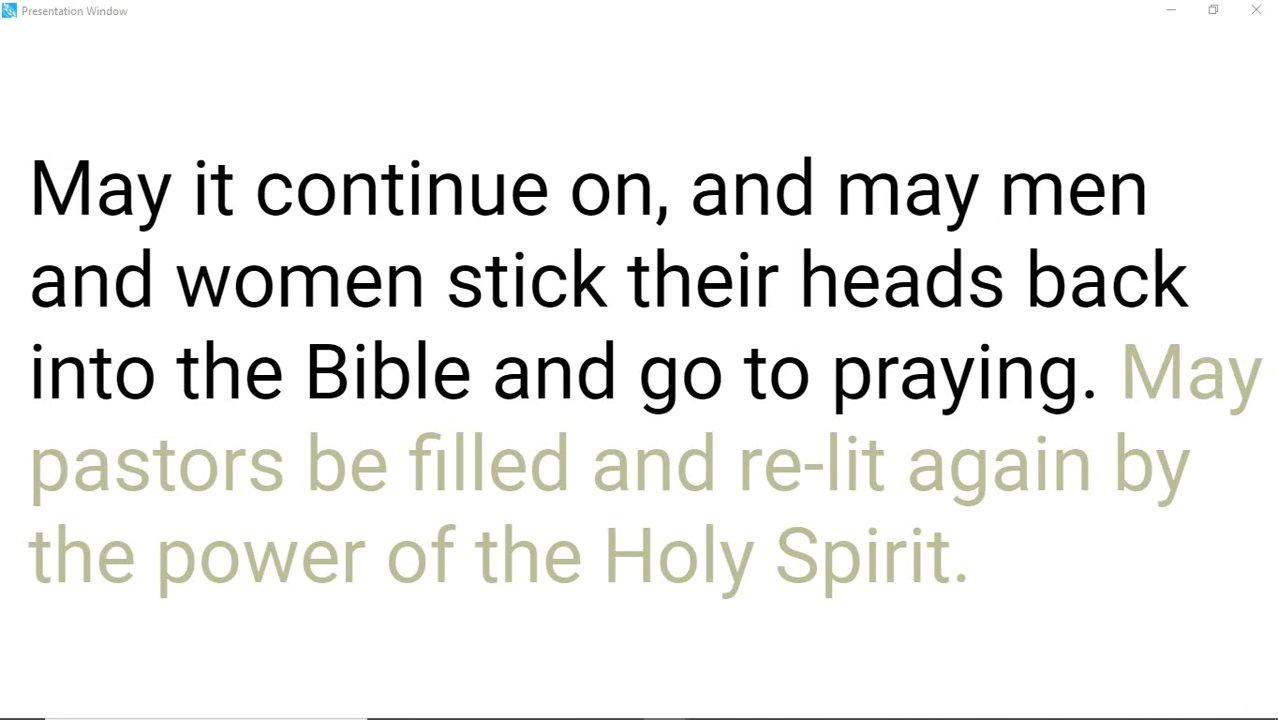 Presentation Window
May it continue on, and may men
and women stick their heads back
into the Bible and go to praying. May
pastors be filled and re-lit again by
the power of the Holy Spirit.